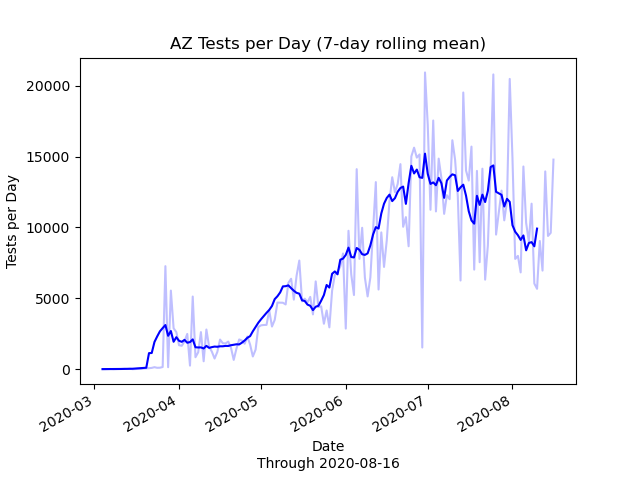 AZ Tests per Day (7-day rolling mean)
Tests per Day
20000
15000
10000
5000
0
2020-03
2020-04
2020-05
2020-06
2020-07
2020-08
Date
Through 2020-08-16